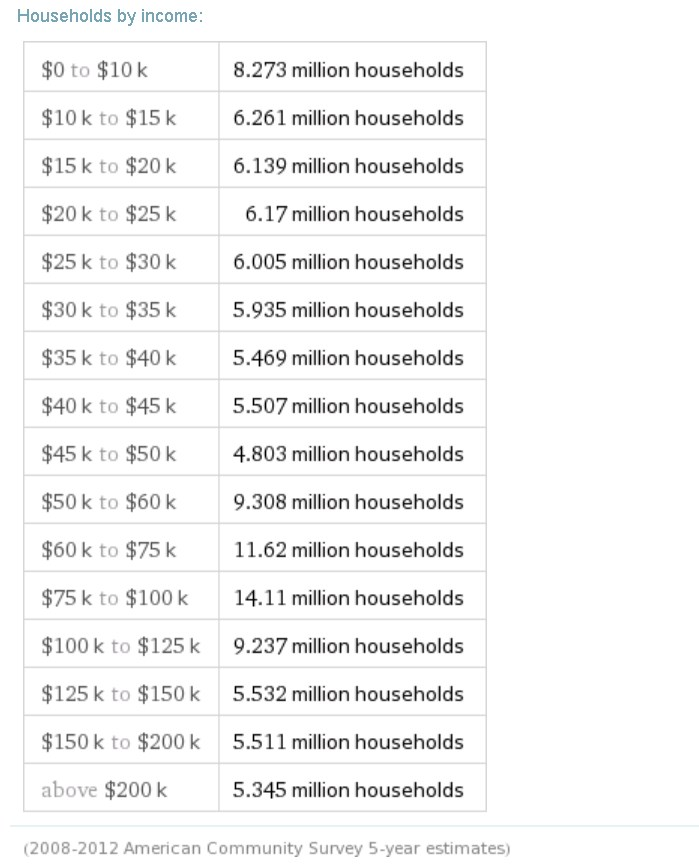 Households by income:
$0 to $10 k 8.273 million households
$10 k to $15 k 6.261 million households
$15 k to $20 k 6.139 million households
$20 k to $25 k 6.17 million households
$25 k to $30 k 6.005 million households
$30 k to $35 k 5.935 million households
$35 k to $40 k 5.469 million households
$40 k to $45 k 5.507 million households
$45 k to $50 k 4.803 million households
$50 k to $60 k 9.308 million households
$60 k to $75 k 11.62 million households
$75 k to $100 k 14.11 million households
$100 k to $125 k 9.237 million households
$125 k to $150 k 5.532 million households
$150 k to $200 k 5.511 million households
above $200 k 5.345 million households
(2008-2012 American Community Survey 5-year estimates)